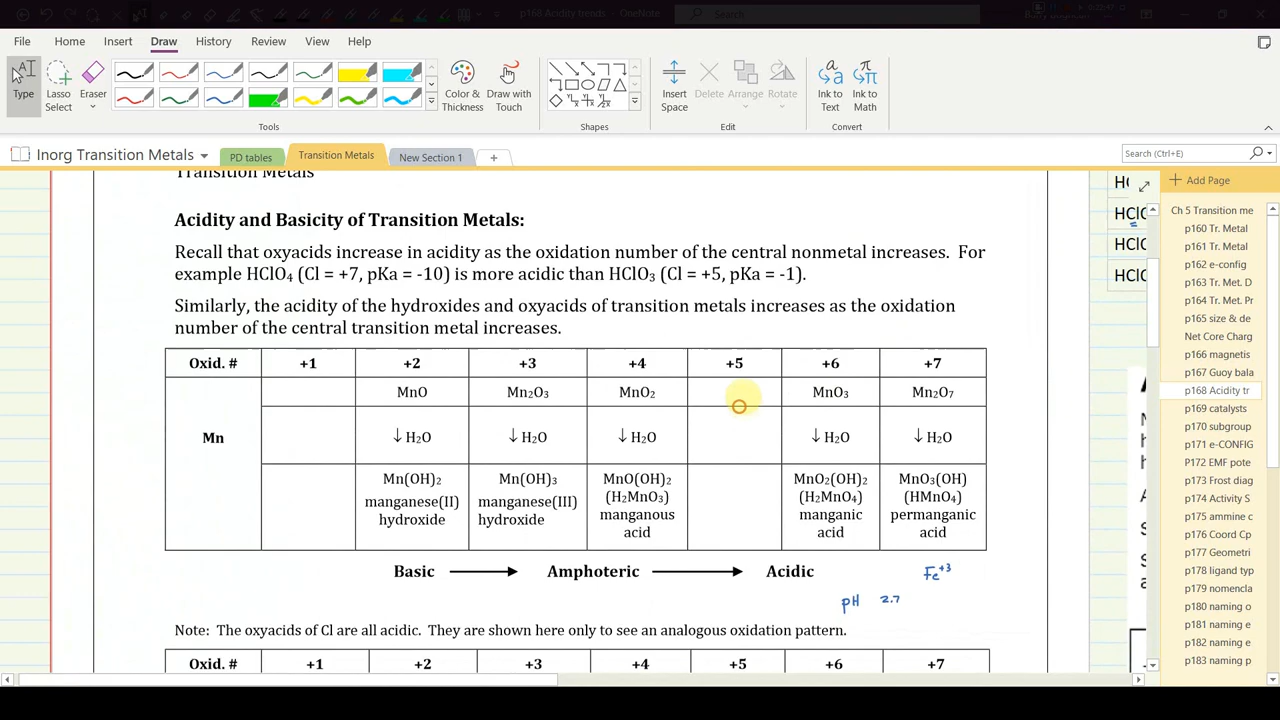 p168 Acidity trends - OneNote
Search
File Home Insert Draw History Review View Help
Type
Lasso Select
Eraser
Color & Thickness
Draw with Touch
Insert Space
Delete
Arrange
Rotate
Ink to Text
Ink to Math
Tools
Shapes
Edit
Convert
Inorg Transition Metals
PD tables
Transition Metals
New Section 1
Search (Ctrl+E)
Transition Metals
Acidity and Basicity of Transition Metals:
Recall that oxyacids increase in acidity as the oxidation number of the central nonmetal increases. For
example HClO₄ (Cl = +7, pKa = -10) is more acidic than HClO₃ (Cl = +5, pKa = -1).
Similarly, the acidity of the hydroxides and oxyacids of transition metals increases as the oxidation
number of the central transition metal increases.
Oxid. # +1 +2 +3 +4 +5 +6 +7
MnO Mn₂O₃ MnO₂ MnO₃ Mn₂O₇
Mn ↓ H₂O ↓ H₂O ↓ H₂O ↓ H₂O ↓ H₂O
Mn(OH)₂ manganese(II) hydroxide
Mn(OH)₃ manganese(III) hydroxide
MnO(OH)₂ (H₂MnO₃) manganous acid
MnO₂(OH)₂ (H₂MnO₄) manganic acid
MnO₃(OH) (HMnO₄) permanganic acid
Basic → Amphoteric → Acidic
Fe⁺³
pH 2.7
Note: The oxyacids of Cl are all acidic. They are shown here only to see an analogous oxidation pattern.
Oxid. # +1 +2 +3 +4 +5 +6 +7
Add Page
Ch 5 Transition me
p160 Tr. Metal
p161 Tr. Metal
p162 e-config
p163 Tr. Met. D
p164 Tr. Met. Pr
p165 size & de
Net Core Charg
p166 magnetis
p167 Guoy bala
p168 Acidity tr
p169 catalysts
p170 subgroup
p171 e-CONFIG
P172 EMF pote
p173 Frost diag
p174 Activity S
p175 ammine c
p176 Coord Cp
p177 Geometri
p178 ligand typ
p179 nomencla
p180 naming o
p181 naming e
p182 naming e
p183 naming p